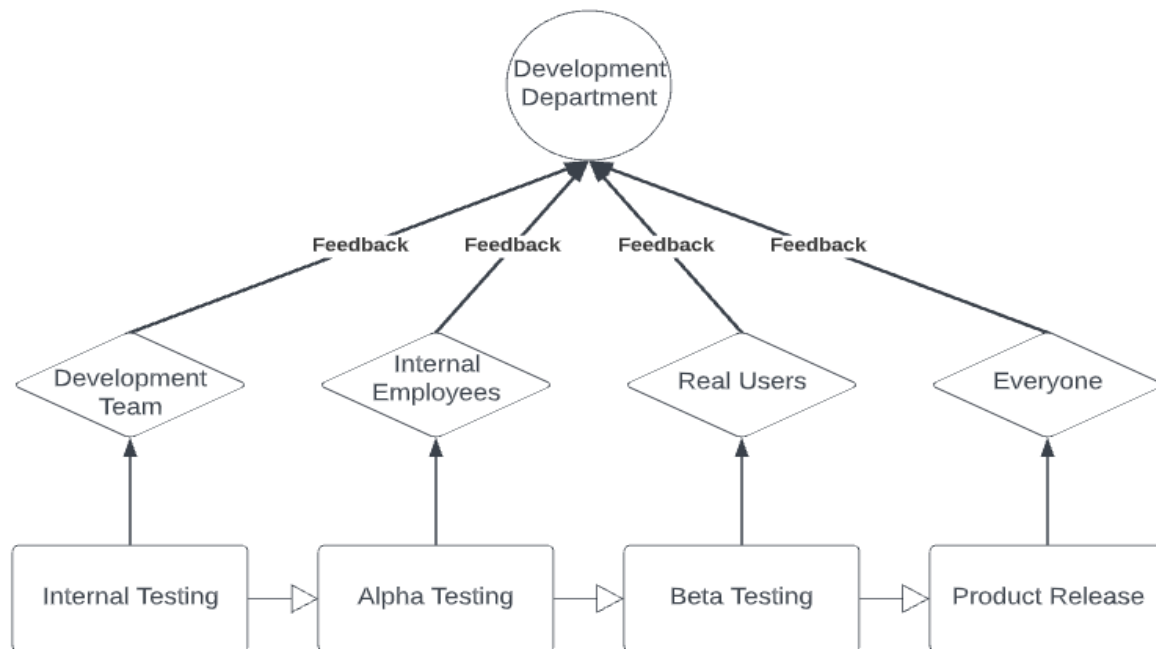 Development
Department
Feedback
Feedback
Feedback
Feedback
Development
Team
Internal
Employees
Real Users
Everyone
Internal Testing
Alpha Testing
Beta Testing
Product Release